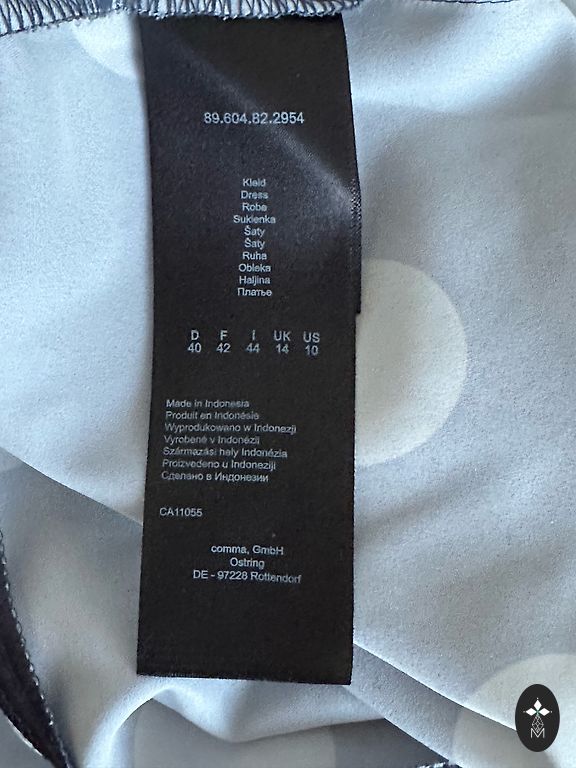 89.604.82.2954
Kleid
Dress
Robe
Sukienka
Šaty
Šaty
Ruha
Obleka
Haljina
Платье
D F I UK US
40 42 44 14 10
Made in Indonesia
Produit en Indonésie
Wyprodukowano w Indonezji
Vyrobené v Indonézii
Származási hely Indonézia
Proizvedeno u Indoneziji
Сделано в Индонезии
CA11055
comma, GmbH
Ostring
DE - 97228 Rottendorf
M